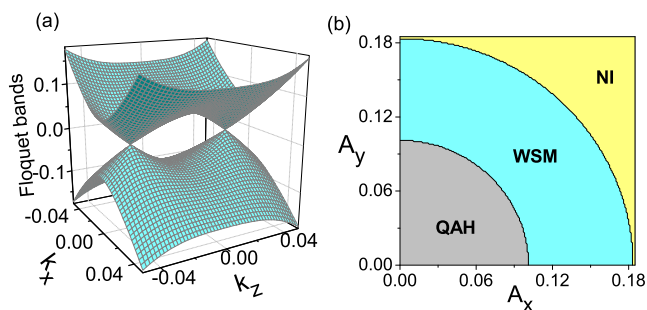 (a)
Floquet bands
0.1
0.0
-0.1
-0.04
0.00
0.04
kx
-0.04
0.00
0.04
kz
(b)
Ay
0.18
0.12
0.06
0.00
NI
WSM
QAH
0.00 0.06 0.12 0.18
Ax